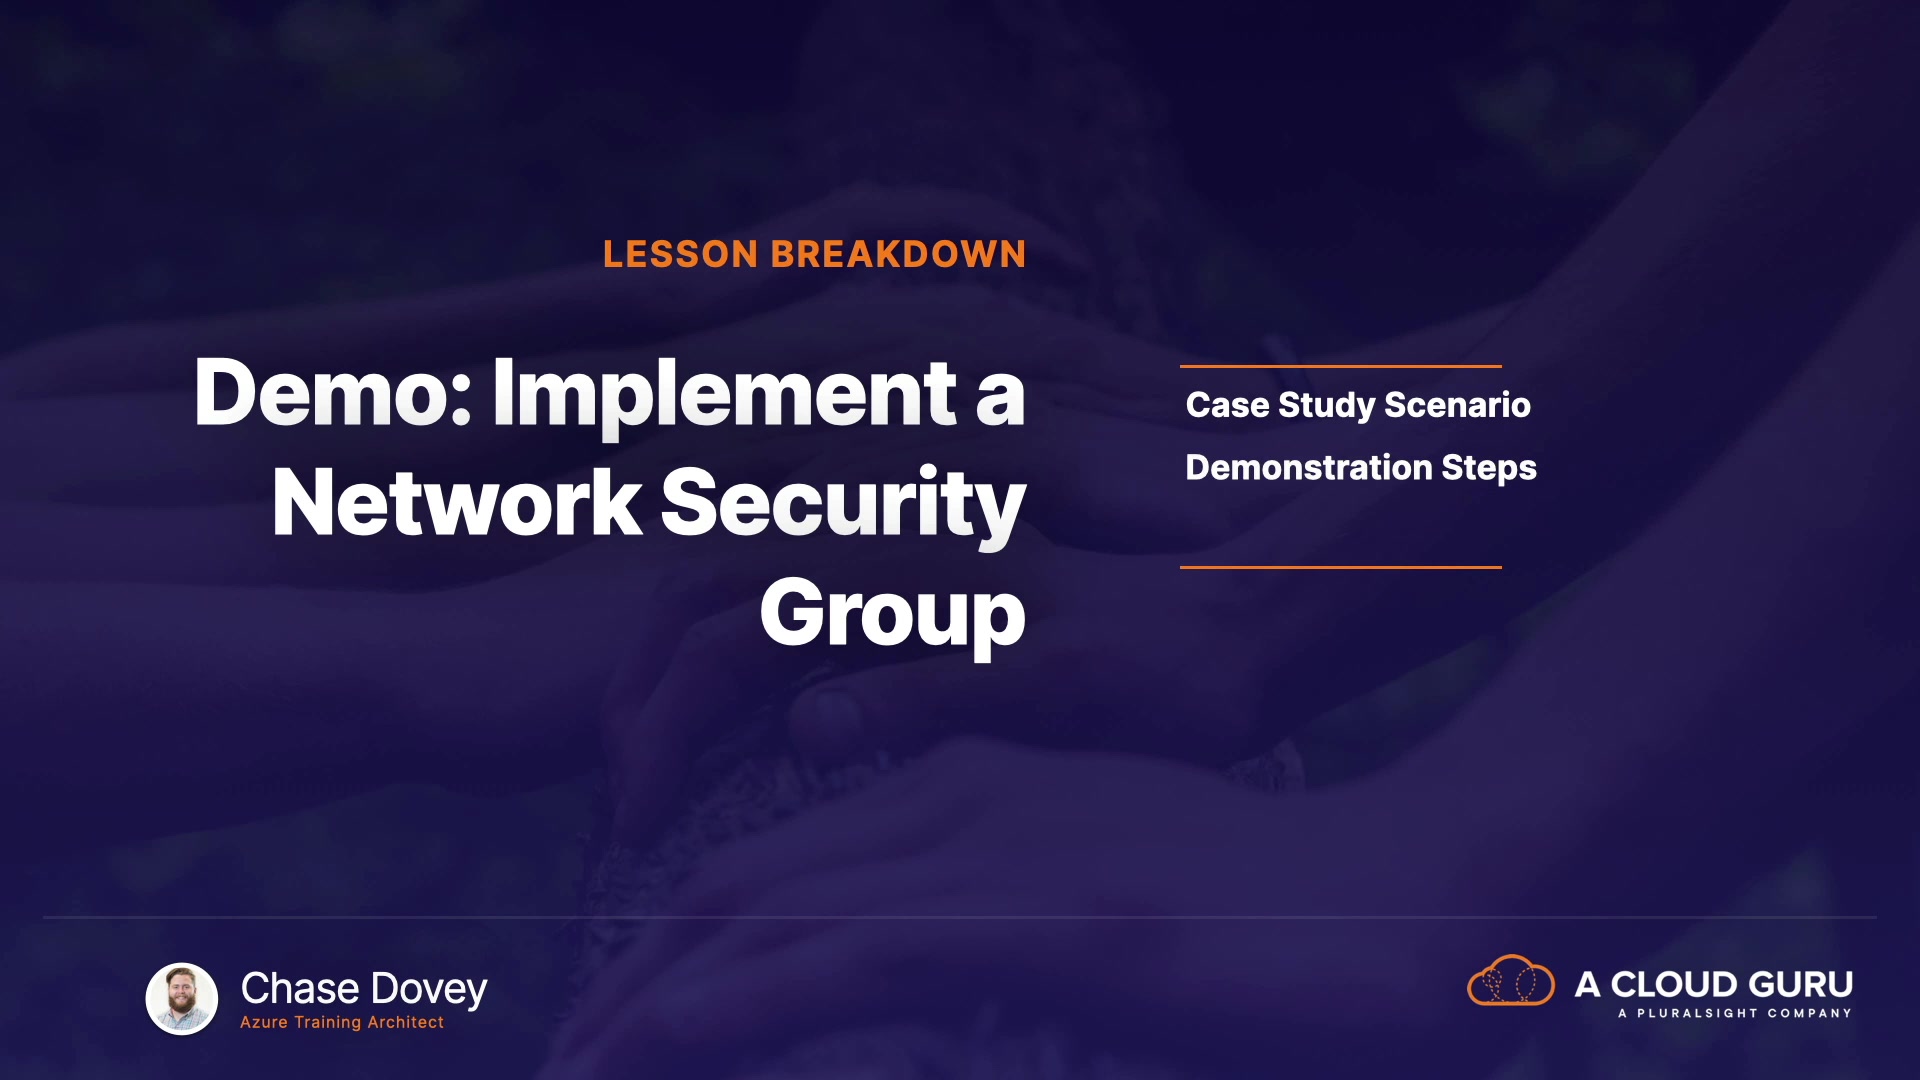 LESSON BREAKDOWN
Demo: Implement a
Network Security
Group
Case Study Scenario
Demonstration Steps
Chase Dovey
Azure Training Architect
A CLOUD GURU
A PLURALSIGHT COMPANY